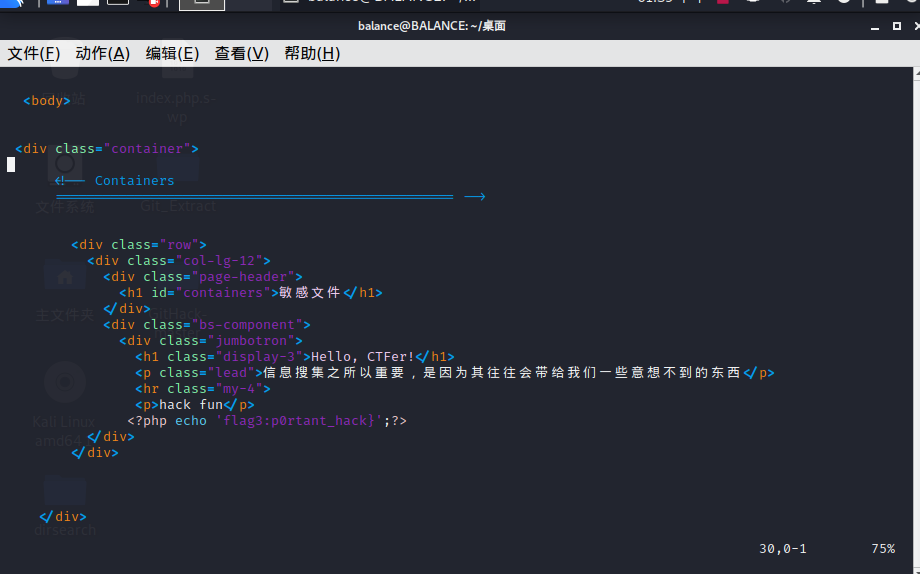 balance@BALANCE: ~/桌面
文件(F) 动作(A) 编辑(E) 查看(V) 帮助(H)
index.php.s-
wp
<body>
<div class="container">
<!-- Containers
文件系统 Git_Extract
================================================== -->
<div class="row">
<div class="col-lg-12">
<div class="page-header">
<h1 id="containers">敏感文件</h1>
</div>
主文件夹
<div class="bs-component">
<div class="jumbotron">
<h1 class="display-3">Hello, CTFer!</h1>
<p class="lead">信息搜集之所以重要，是因为其往往会带给我们一些意想不到的东西</p>
<hr class="my-4">
<p>hack fun</p>
<?php echo 'flag3:p0rtant_hack}';?>
Kali Linux
</div>
</div>
</div>
dirsearch
30,0-1 75%